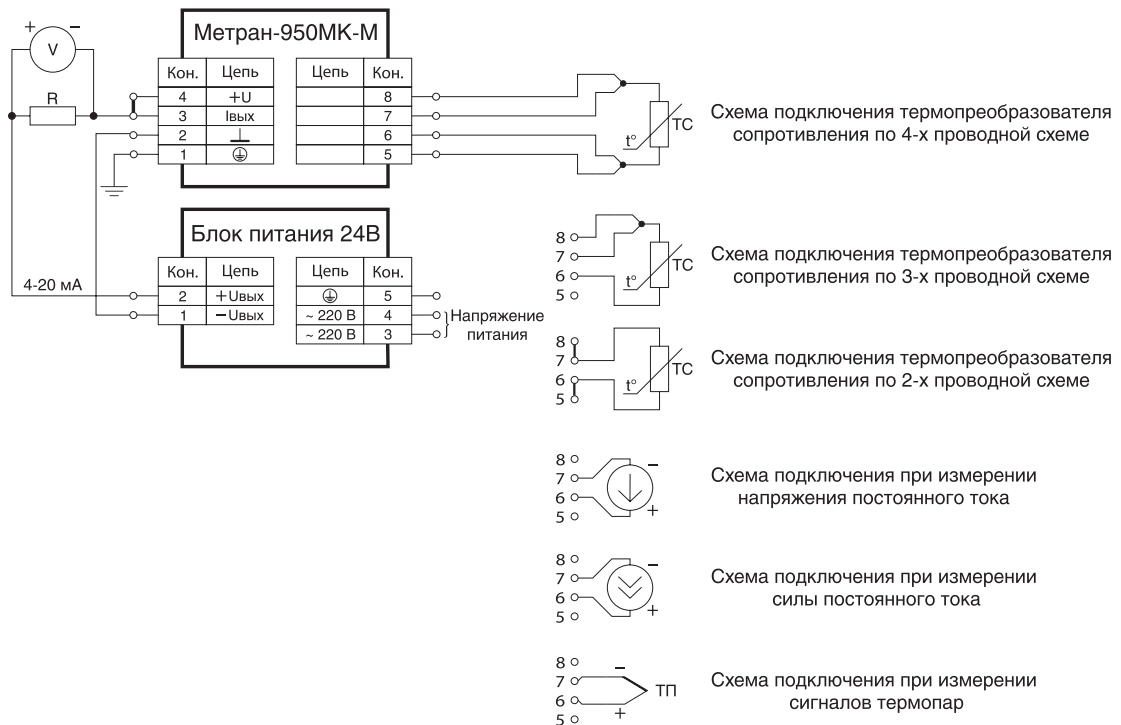 + −
V
R
Метран-950МК-М
Кон. Цепь Цепь Кон.
4 +U 8
3 Iвых 7
2 ⊥ 6
1 5
t° ТС
Схема подключения термопреобразователя
сопротивления по 4-х проводной схеме
Блок питания 24В
Кон. Цепь Цепь Кон.
4-20 мА
2 +Uвых 5
1 −Uвых ~ 220 В 4
~ 220 В 3
Напряжение
питания
8
7
6
5
t° ТС
Схема подключения термопреобразователя
сопротивления по 3-х проводной схеме
8
7
6
5
t° ТС
Схема подключения термопреобразователя
сопротивления по 2-х проводной схеме
8
7
6
5
−
+
Схема подключения при измерении
напряжения постоянного тока
8
7
6
5
−
+
Схема подключения при измерении
силы постоянного тока
8
7
6
5
−
+
ТП
Схема подключения при измерении
сигналов термопар